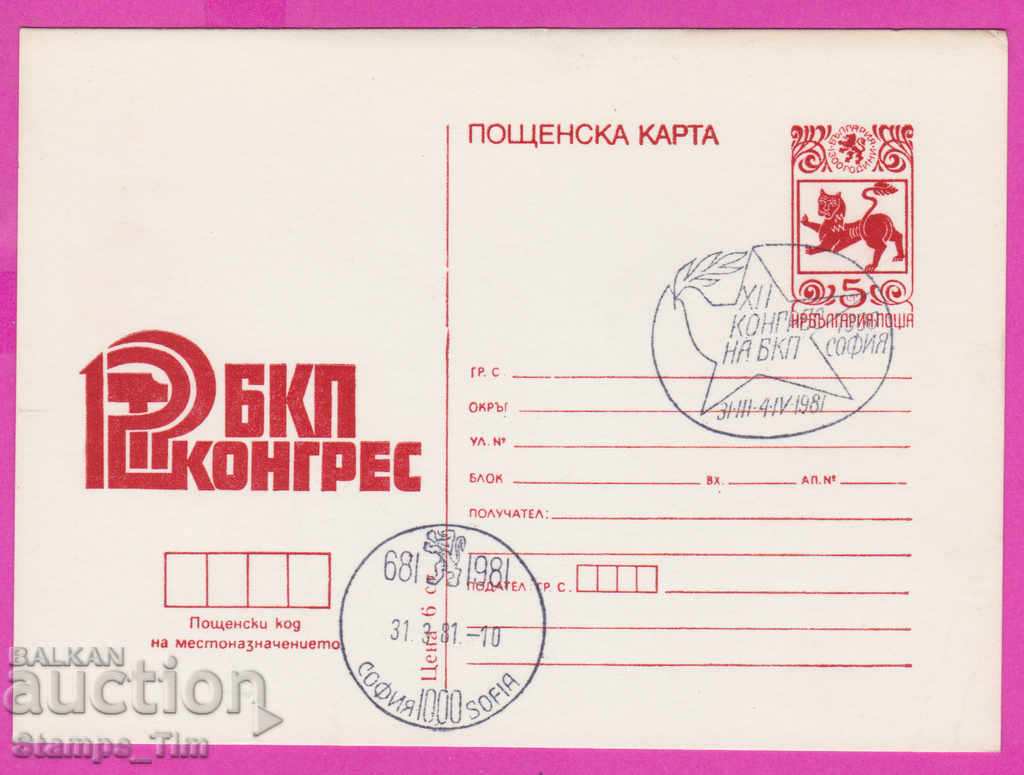 ПОЩЕНСКА КАРТА
БЪЛГАРИЯ
1300 ГОДИНИ
5
НР БЪЛГАРИЯ ПОЩА
XII
КОНГРЕС
НА БКП
СОФИЯ
31·III-4·IV·1981
12 БКП
КОНГРЕС
ГР. С
ОКРЪГ
УЛ. №
БЛОК ВХ. АП. №
ПОЛУЧАТЕЛ:
ПОДАТЕЛ: ГР. С.
Пощенски код
на местоназначението
Цена 6 ст.
681 1981
31.3.81.-10
СОФИЯ 1000 SOFIA
BALKAN
auction
Stamps_Tim